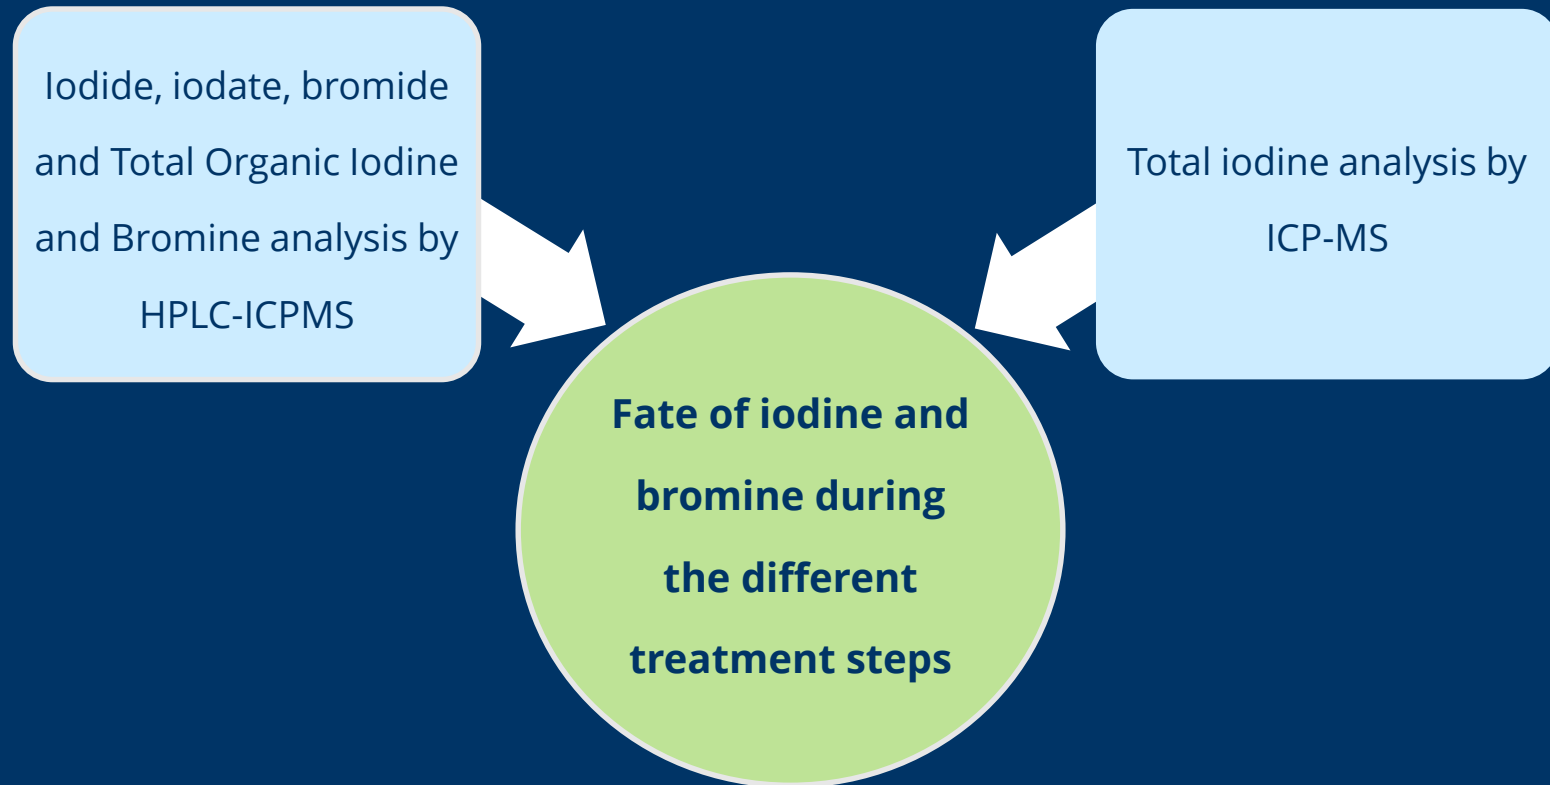 Iodide, iodate, bromide
and Total Organic Iodine
and Bromine analysis by
HPLC-ICPMS
Total iodine analysis by
ICP-MS
Fate of iodine and
bromine during
the different
treatment steps